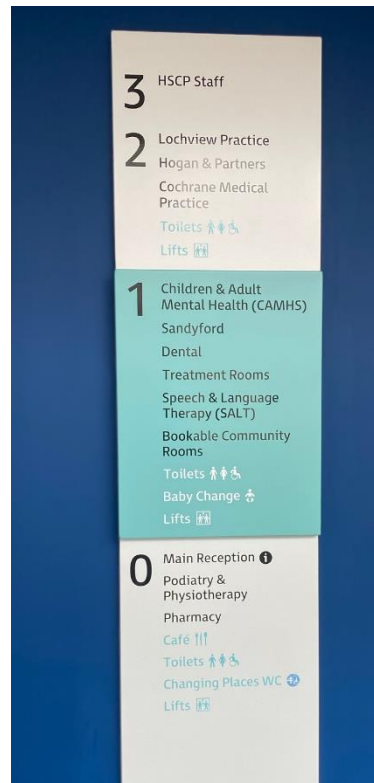 3
HSCP Staff
2
Lochview Practice
Hogan & Partners
Cochrane Medical
Practice
Toilets
Lifts
1
Children & Adult
Mental Health (CAMHS)
Sandyford
Dental
Treatment Rooms
Speech & Language
Therapy (SALT)
Bookable Community
Rooms
Toilets
Baby Change
Lifts
0
Main Reception
Podiatry &
Physiotherapy
Pharmacy
Café
Toilets
Changing Places WC
Lifts